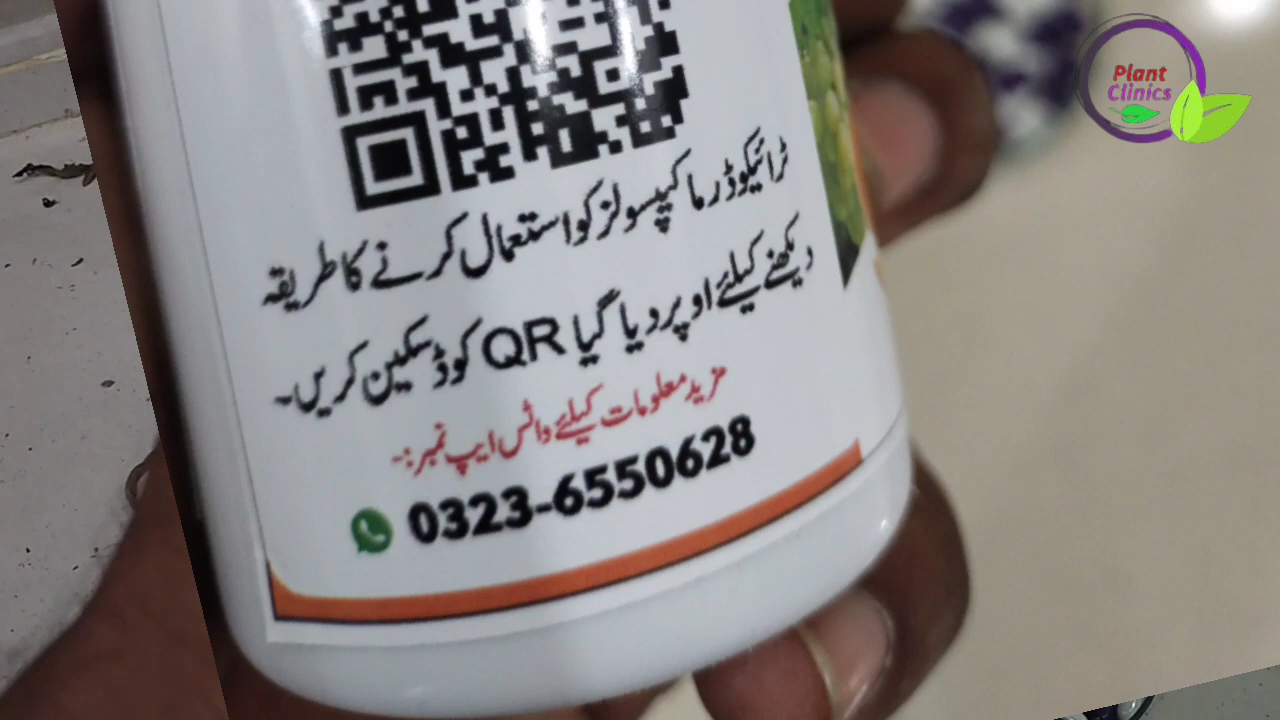 Plant
Clinics
ٹرائیکوڈرما کیپسولز کو استعمال کرنے کا طریقہ
دیکھنے کیلئے اوپر دیا گیا QR کوڈ سکین کریں۔
مزید معلومات کیلئے واٹس ایپ نمبر:-
0323-6550628